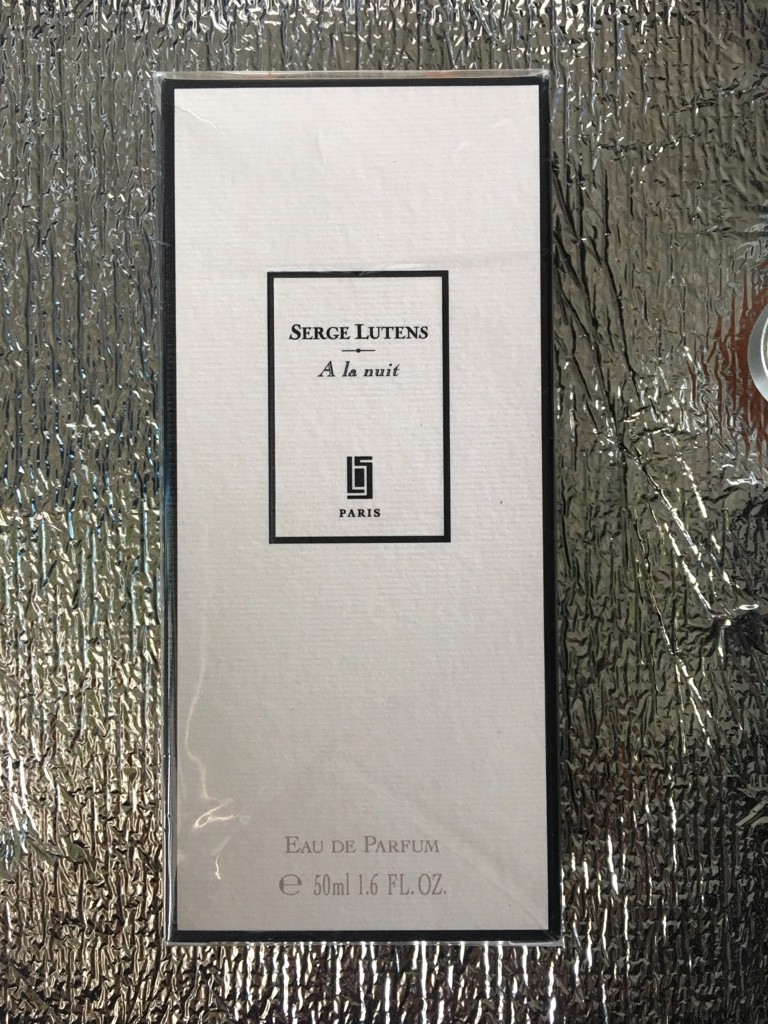 SERGE LUTENS
A la nuit
PARIS
EAU DE PARFUM
℮ 50ml 1.6 FL.OZ.